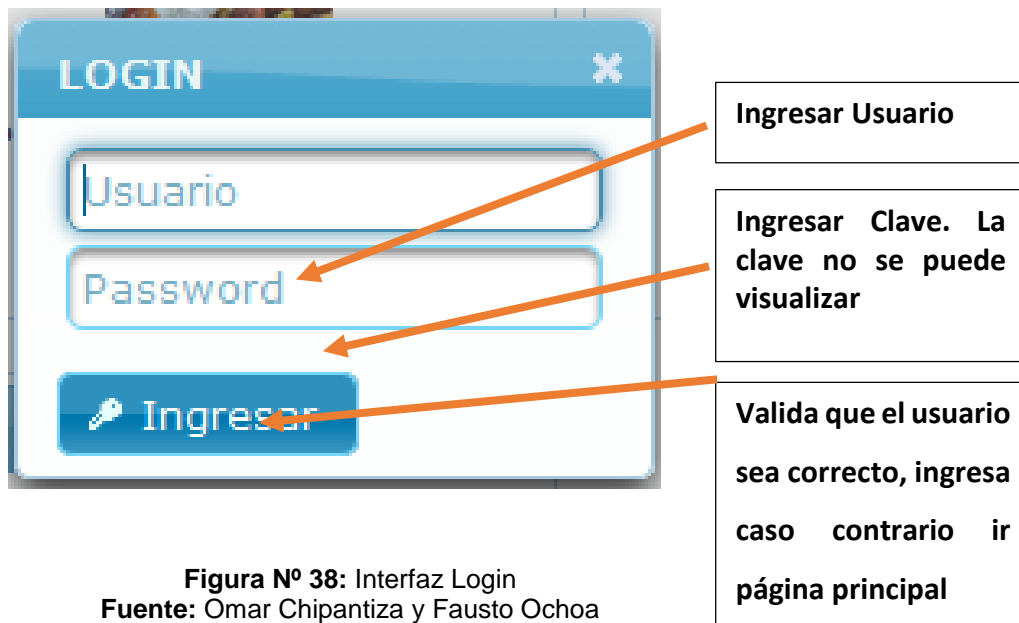 LOGIN
Usuario
Password
Ingresar
Ingresar Usuario
Ingresar Clave. La
clave no se puede
visualizar
Valida que el usuario
sea correcto, ingresa
caso contrario ir
página principal
Figura Nº 38: Interfaz Login
Fuente: Omar Chipantiza y Fausto Ochoa